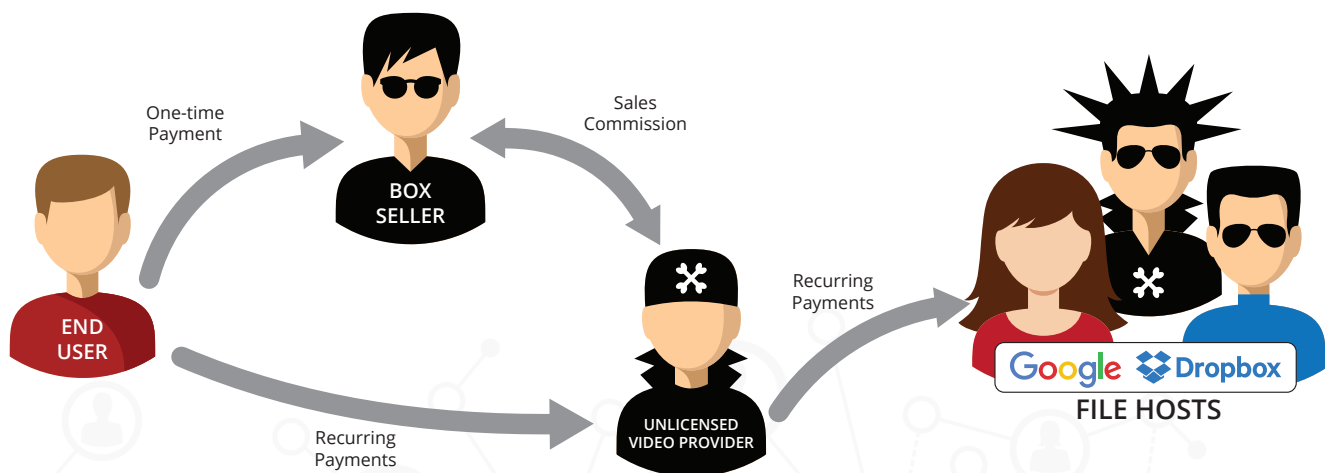 One-time
Payment
BOX
SELLER
Sales
Commission
END
USER
Recurring
Payments
UNLICENSED
VIDEO PROVIDER
Recurring
Payments
Google Dropbox
FILE HOSTS